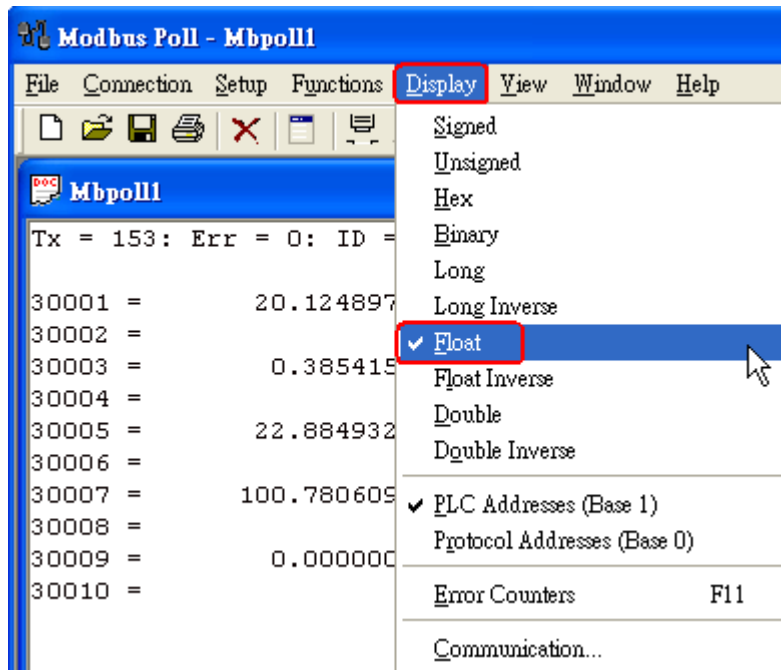 Modbus Poll - Mbpoll1
File Connection Setup Functions Display View Window Help
Signed
Unsigned
Hex
Binary
Long
Long Inverse
Float
Float Inverse
Double
Double Inverse
PLC Addresses (Base 1)
Protocol Addresses (Base 0)
Error Counters F11
Communication...
DOC
Mbpoll1
Tx = 153: Err = 0: ID =
30001 = 20.124897
30002 =
30003 = 0.385415
30004 =
30005 = 22.884932
30006 =
30007 = 100.780609
30008 =
30009 = 0.000000
30010 =